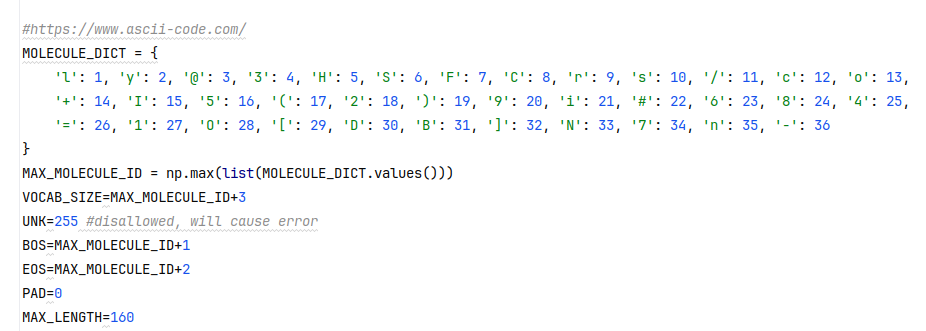 #https://www.ascii-code.com/
MOLECULE_DICT = {
    'l': 1, 'y': 2, '@': 3, '3': 4, 'H': 5, 'S': 6, 'F': 7, 'C': 8, 'r': 9, 's': 10, '/': 11, 'c': 12, 'o': 13,
    '+': 14, 'I': 15, '5': 16, '(': 17, '2': 18, ')': 19, '9': 20, 'i': 21, '#': 22, '6': 23, '8': 24, '4': 25,
    '=': 26, '1': 27, 'O': 28, '[': 29, 'D': 30, 'B': 31, ']': 32, 'N': 33, '7': 34, 'n': 35, '-': 36
}
MAX_MOLECULE_ID = np.max(list(MOLECULE_DICT.values()))
VOCAB_SIZE=MAX_MOLECULE_ID+3
UNK=255 #disallowed, will cause error
BOS=MAX_MOLECULE_ID+1
EOS=MAX_MOLECULE_ID+2
PAD=0
MAX_LENGTH=160